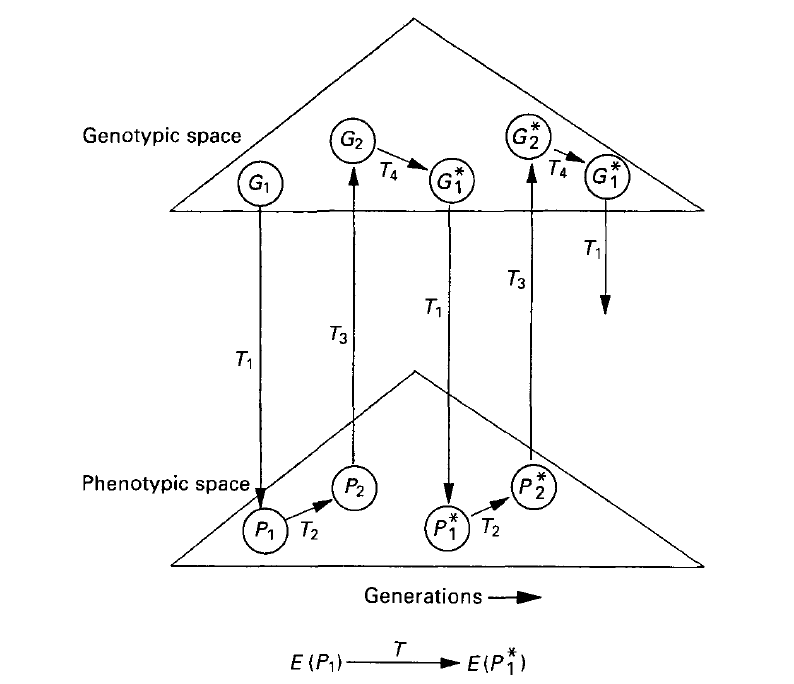 Genotypic space
G₁
G₂
T₄
G₁*
G₂*
T₄
G₁*
T₁
T₃
T₁
T₃
T₁
Phenotypic space
P₁
T₂
P₂
P₁*
T₂
P₂*
Generations
E(P₁) T E(P₁*)